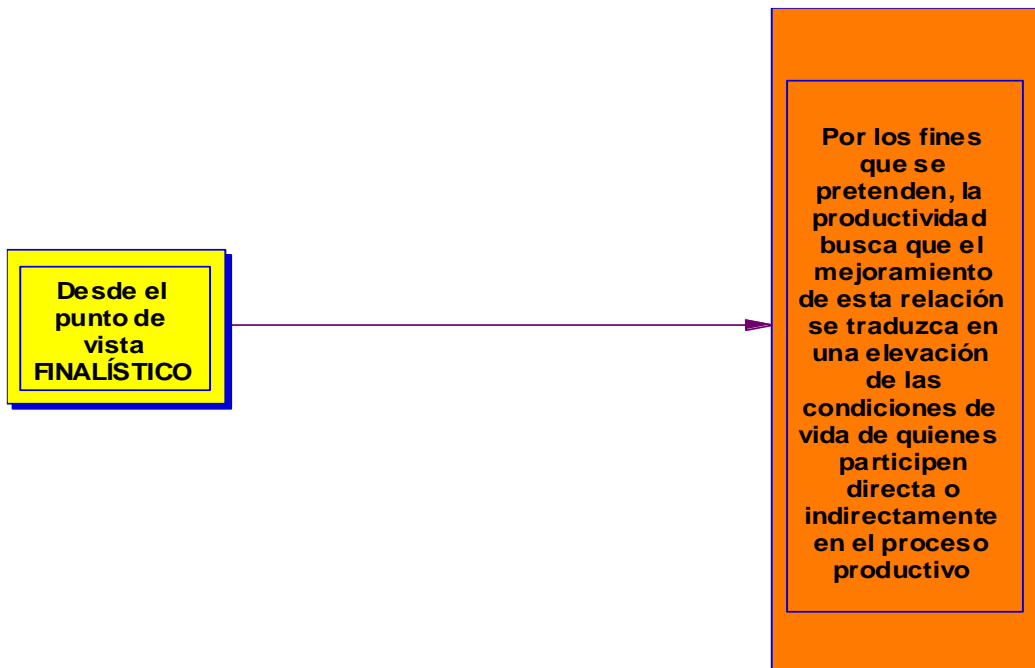 Desde el
punto de
vista
FINALÍSTICO
Por los fines
que se
pretenden, la
productividad
busca que el
mejoramiento
de esta relación
se traduzca en
una elevación
de las
condiciones de
vida de quienes
participen
directa o
indirectamente
en el proceso
productivo